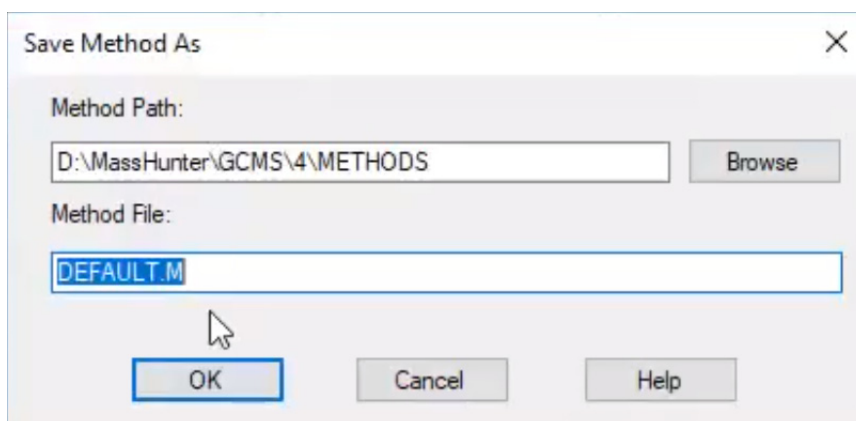 Save Method As
Method Path:
D:\MassHunter\GCMS\4\METHODS
Browse
Method File:
DEFAULT.M
OK
Cancel
Help